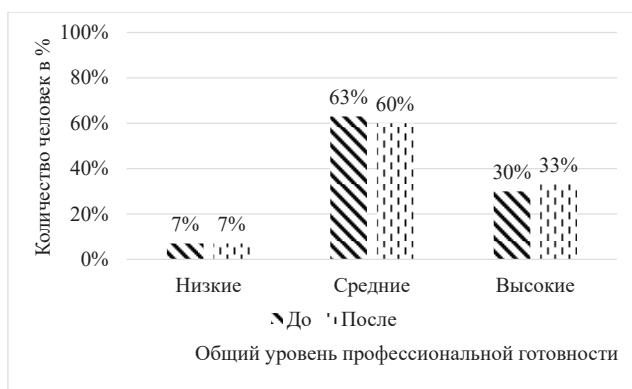 Количество человек в %
100%
80%
60%
40%
20%
0%
7% 7%
63% 60%
30% 33%
Низкие Средние Высокие
До После
Общий уровень профессиональной готовности